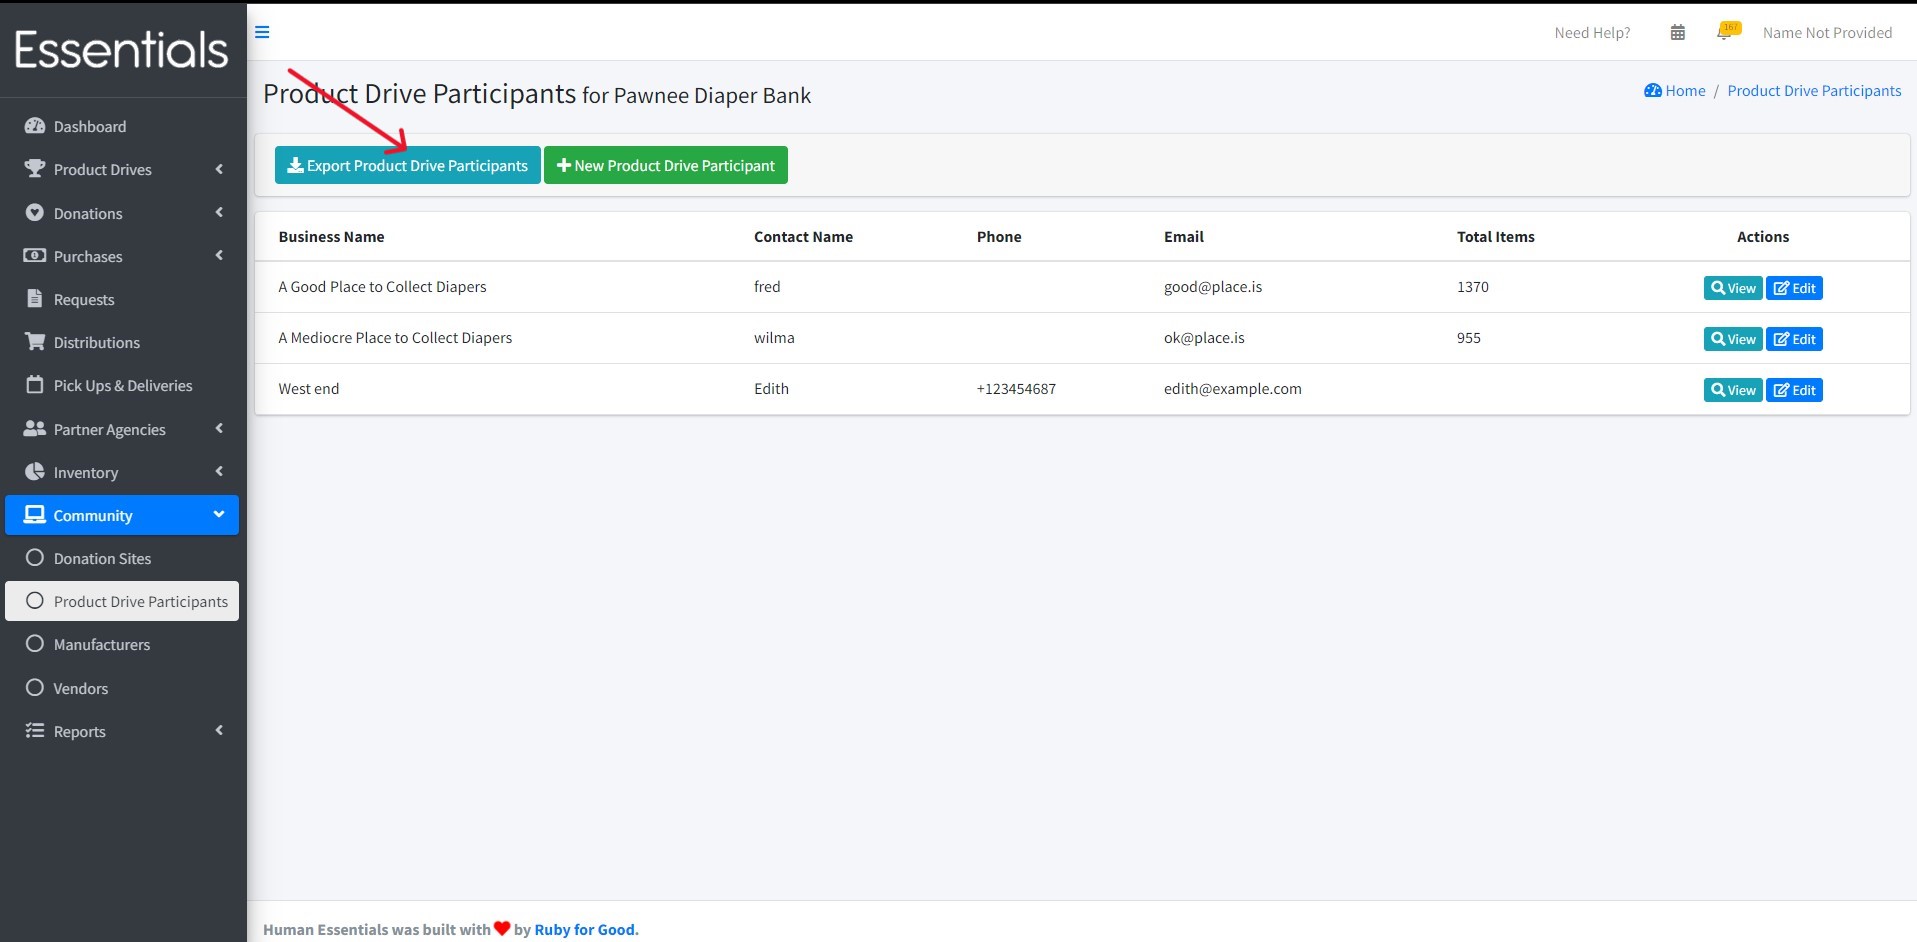 Essentials
Need Help?
167
Name Not Provided
Product Drive Participants for Pawnee Diaper Bank
Home / Product Drive Participants
Dashboard
Product Drives
Donations
Purchases
Requests
Distributions
Pick Ups & Deliveries
Partner Agencies
Inventory
Community
Donation Sites
Product Drive Participants
Manufacturers
Vendors
Reports
Export Product Drive Participants
New Product Drive Participant
Business Name Contact Name Phone Email Total Items Actions
A Good Place to Collect Diapers fred good@place.is 1370 View Edit
A Mediocre Place to Collect Diapers wilma ok@place.is 955 View Edit
West end Edith +123454687 edith@example.com View Edit
Human Essentials was built with ❤ by Ruby for Good.